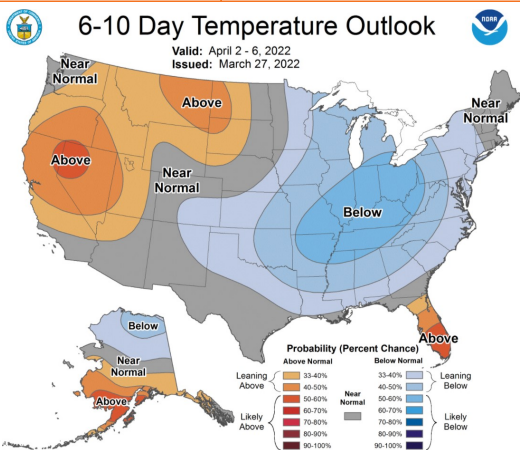 6-10 Day Temperature Outlook
NOAA
Valid: April 2 - 6, 2022
Issued: March 27, 2022
Near
Normal
Above
Near
Normal
Above
Near
Normal
Below
Above
Below
Near
Normal
Above
Probability (Percent Chance)
Above Normal
Below Normal
Leaning
Above
33-40%
40-50%
33-40%
40-50%
Leaning
Below
Likely
Above
50-60%
60-70%
70-80%
80-90%
90-100%
Near
Normal
50-60%
60-70%
70-80%
80-90%
90-100%
Likely
Below